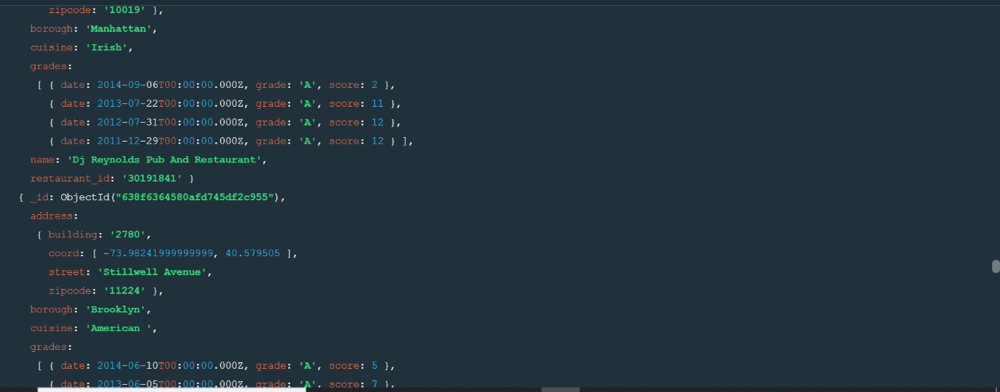 zipcode: '10019' },
borough: 'Manhattan',
cuisine: 'Irish',
grades:
[ { date: 2014-09-06T00:00:00.000Z, grade: 'A', score: 2 },
{ date: 2013-07-22T00:00:00.000Z, grade: 'A', score: 11 },
{ date: 2012-07-31T00:00:00.000Z, grade: 'A', score: 12 },
{ date: 2011-12-29T00:00:00.000Z, grade: 'A', score: 12 } ],
name: 'Dj Reynolds Pub And Restaurant',
restaurant_id: '30191841' }
{ _id: ObjectId("638f6364580afd745df2c955"),
address:
{ building: '2780',
coord: [ -73.98241999999999, 40.579505 ],
street: 'Stillwell Avenue',
zipcode: '11224' },
borough: 'Brooklyn',
cuisine: 'American ',
grades:
[ { date: 2014-06-10T00:00:00.000Z, grade: 'A', score: 5 },
{ date: 2013-06-05T00:00:00.000Z, grade: 'A', score: 7 },